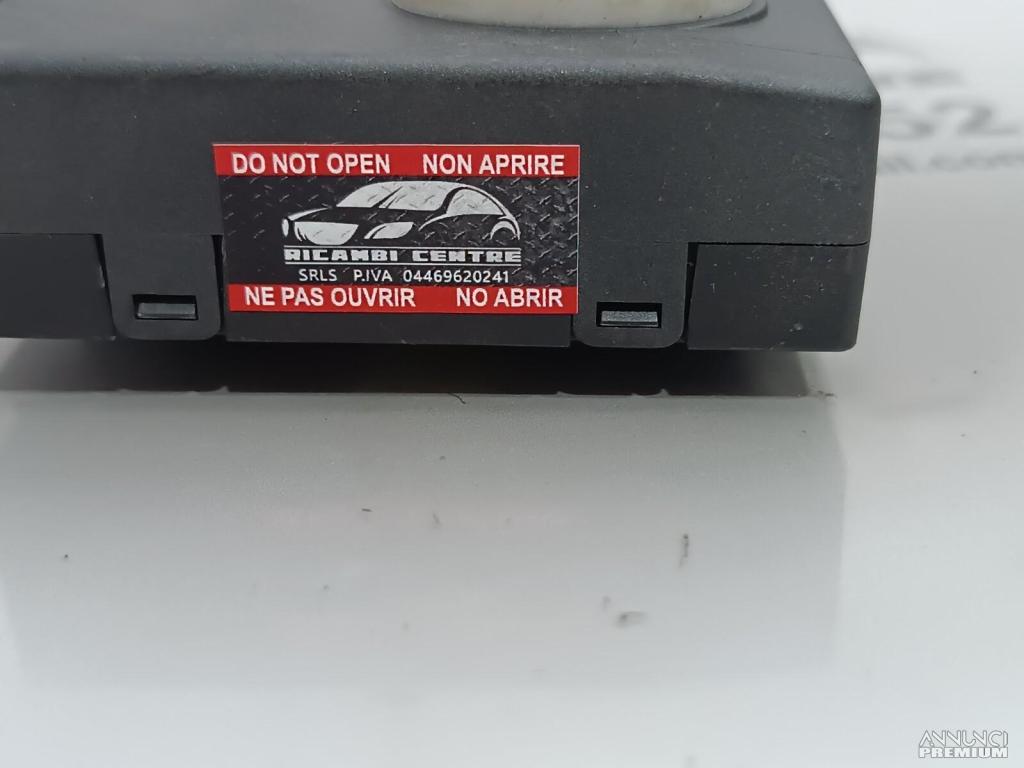 DO NOT OPEN NON APRIRE
RICAMBI CENTRE
SRLS P.IVA 04469620241
NE PAS OUVRIR NO ABRIR
ANNUNCI
PREMIUM